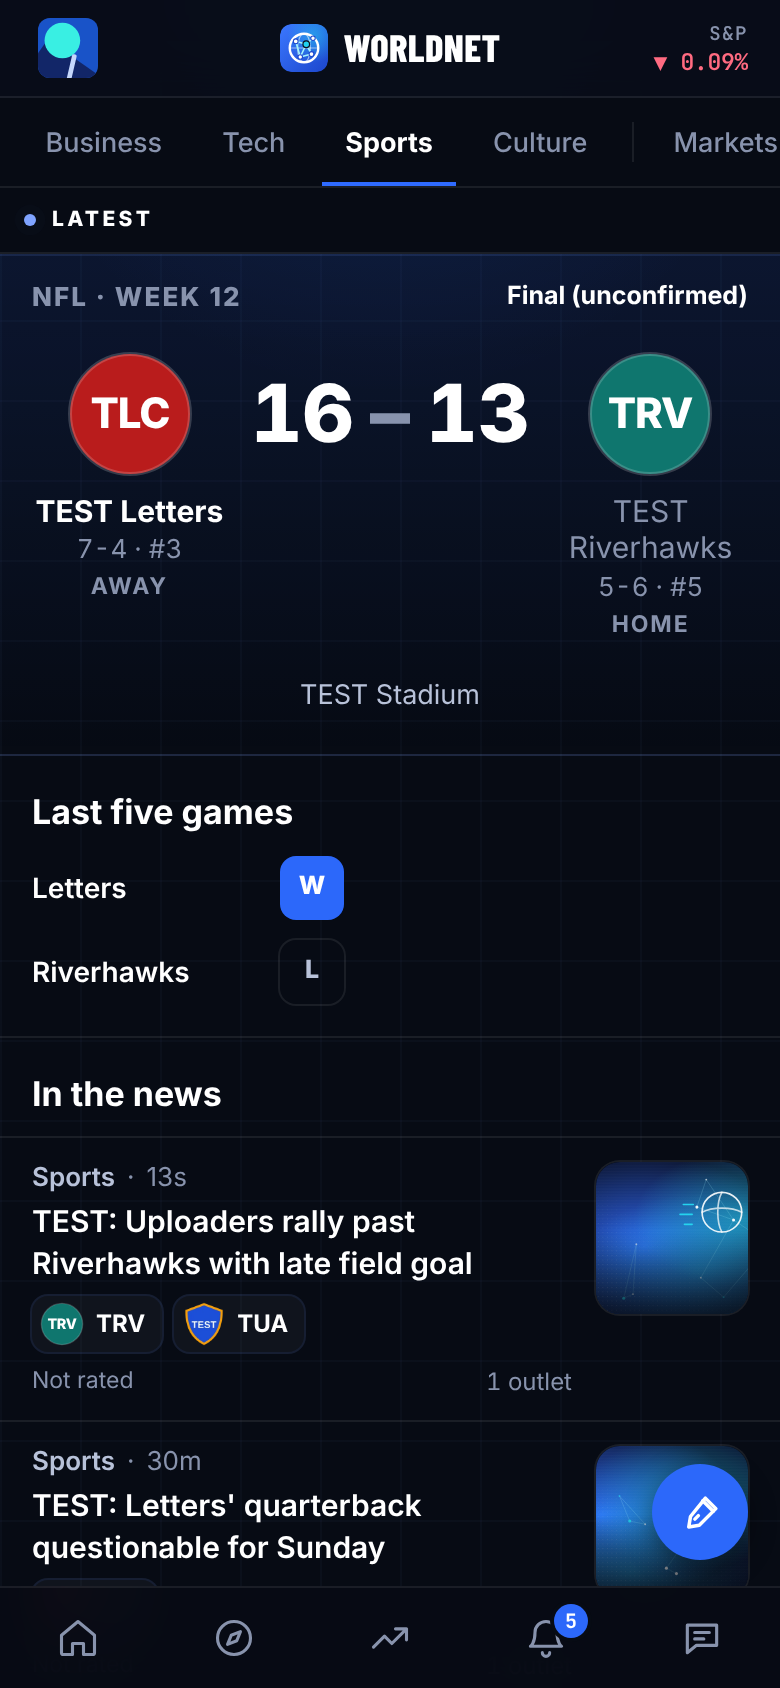 WORLDNET
S&P
▼ 0.09%
Business Tech Sports Culture Markets
LATEST
NFL · WEEK 12
Final (unconfirmed)
TLC
16 – 13
TRV
TEST Letters
7-4 · #3
AWAY
TEST
Riverhawks
5-6 · #5
HOME
TEST Stadium
Last five games
Letters W
Riverhawks L
In the news
Sports · 13s
TEST: Uploaders rally past
Riverhawks with late field goal
TRV TRV TEST TUA
Not rated 1 outlet
Sports · 30m
TEST: Letters' quarterback
questionable for Sunday
5